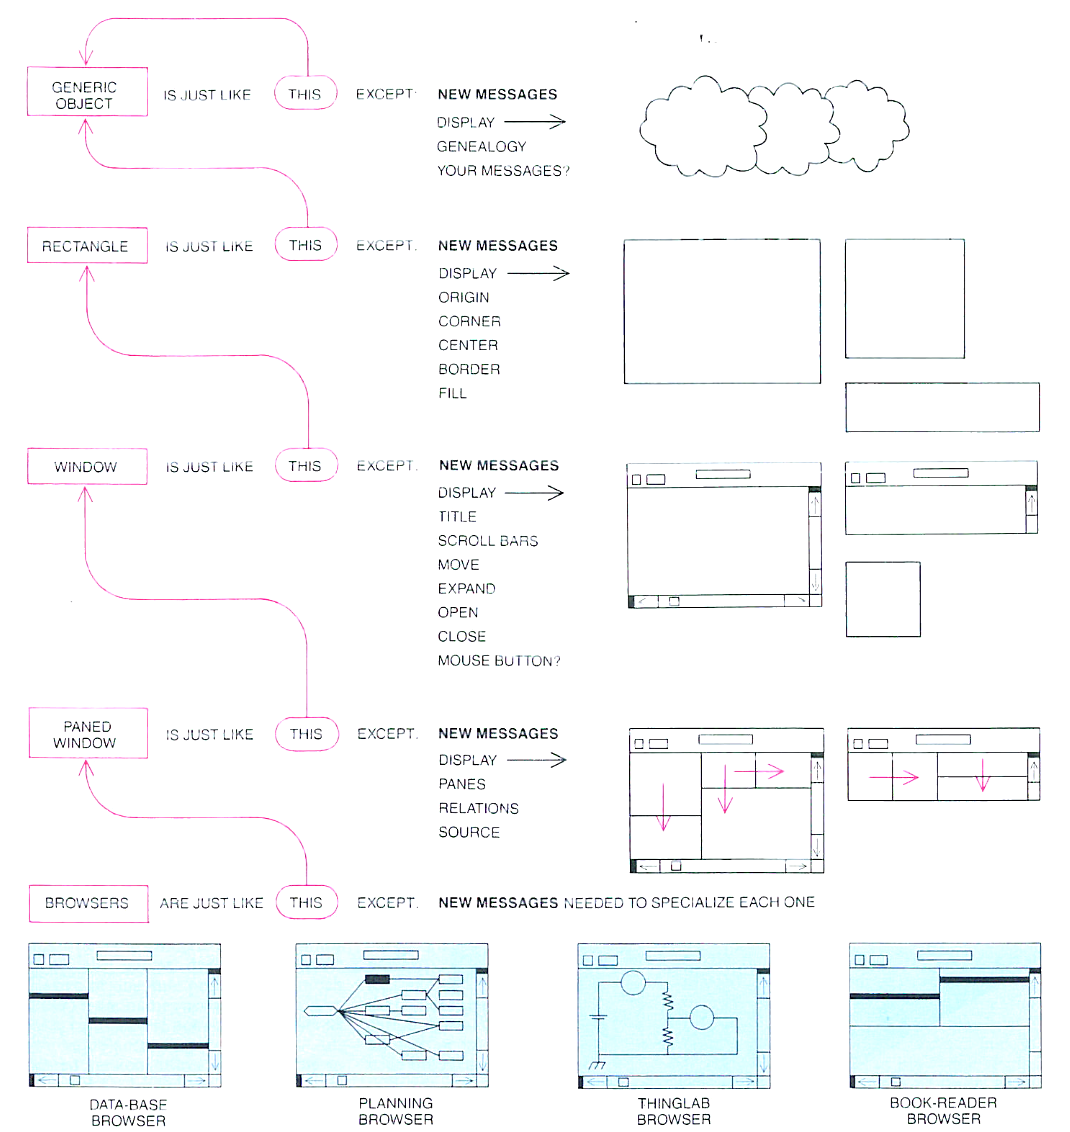 GENERIC
OBJECT
IS JUST LIKE
THIS
EXCEPT:
NEW MESSAGES
DISPLAY
GENEALOGY
YOUR MESSAGES?
RECTANGLE
IS JUST LIKE
THIS
EXCEPT.
NEW MESSAGES
DISPLAY
ORIGIN
CORNER
CENTER
BORDER
FILL
WINDOW
IS JUST LIKE
THIS
EXCEPT.
NEW MESSAGES
DISPLAY
TITLE
SCROLL BARS
MOVE
EXPAND
OPEN
CLOSE
MOUSE BUTTON?
PANED
WINDOW
IS JUST LIKE
THIS
EXCEPT.
NEW MESSAGES
DISPLAY
PANES
RELATIONS
SOURCE
BROWSERS
ARE JUST LIKE
THIS
EXCEPT.
NEW MESSAGES NEEDED TO SPECIALIZE EACH ONE
DATA-BASE
BROWSER
PLANNING
BROWSER
THINGLAB
BROWSER
BOOK-READER
BROWSER